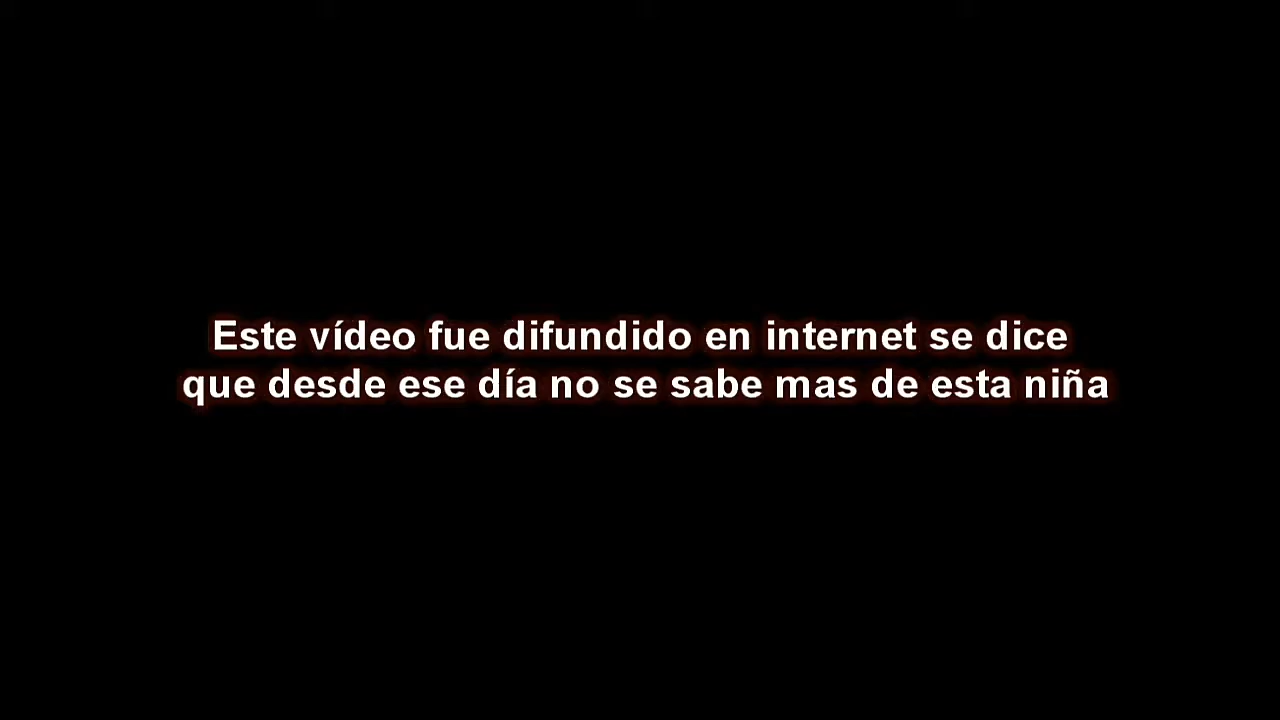 Este vídeo fue difundido en internet se dice
que desde ese día no se sabe mas de esta niña